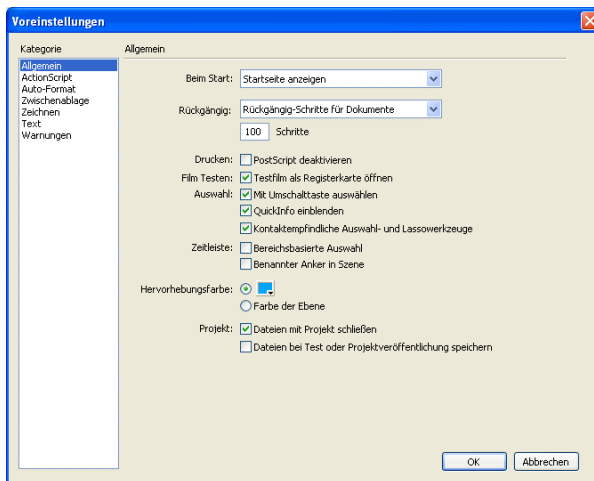 Voreinstellungen
Kategorie
Allgemein
ActionScript
Auto-Format
Zwischenablage
Zeichnen
Text
Warnungen
Allgemein
Beim Start: Startseite anzeigen
Rückgängig: Rückgängig-Schritte für Dokumente
100 Schritte
Drucken: PostScript deaktivieren
Film Testen: Testfilm als Registerkarte öffnen
Auswahl: Mit Umschalttaste auswählen
QuickInfo einblenden
Kontaktempfindliche Auswahl- und Lassowerkzeuge
Zeitleiste: Bereichsbasierte Auswahl
Benannter Anker in Szene
Hervorhebungsfarbe:
Farbe der Ebene
Projekt: Dateien mit Projekt schließen
Dateien bei Test oder Projektveröffentlichung speichern
OK Abbrechen